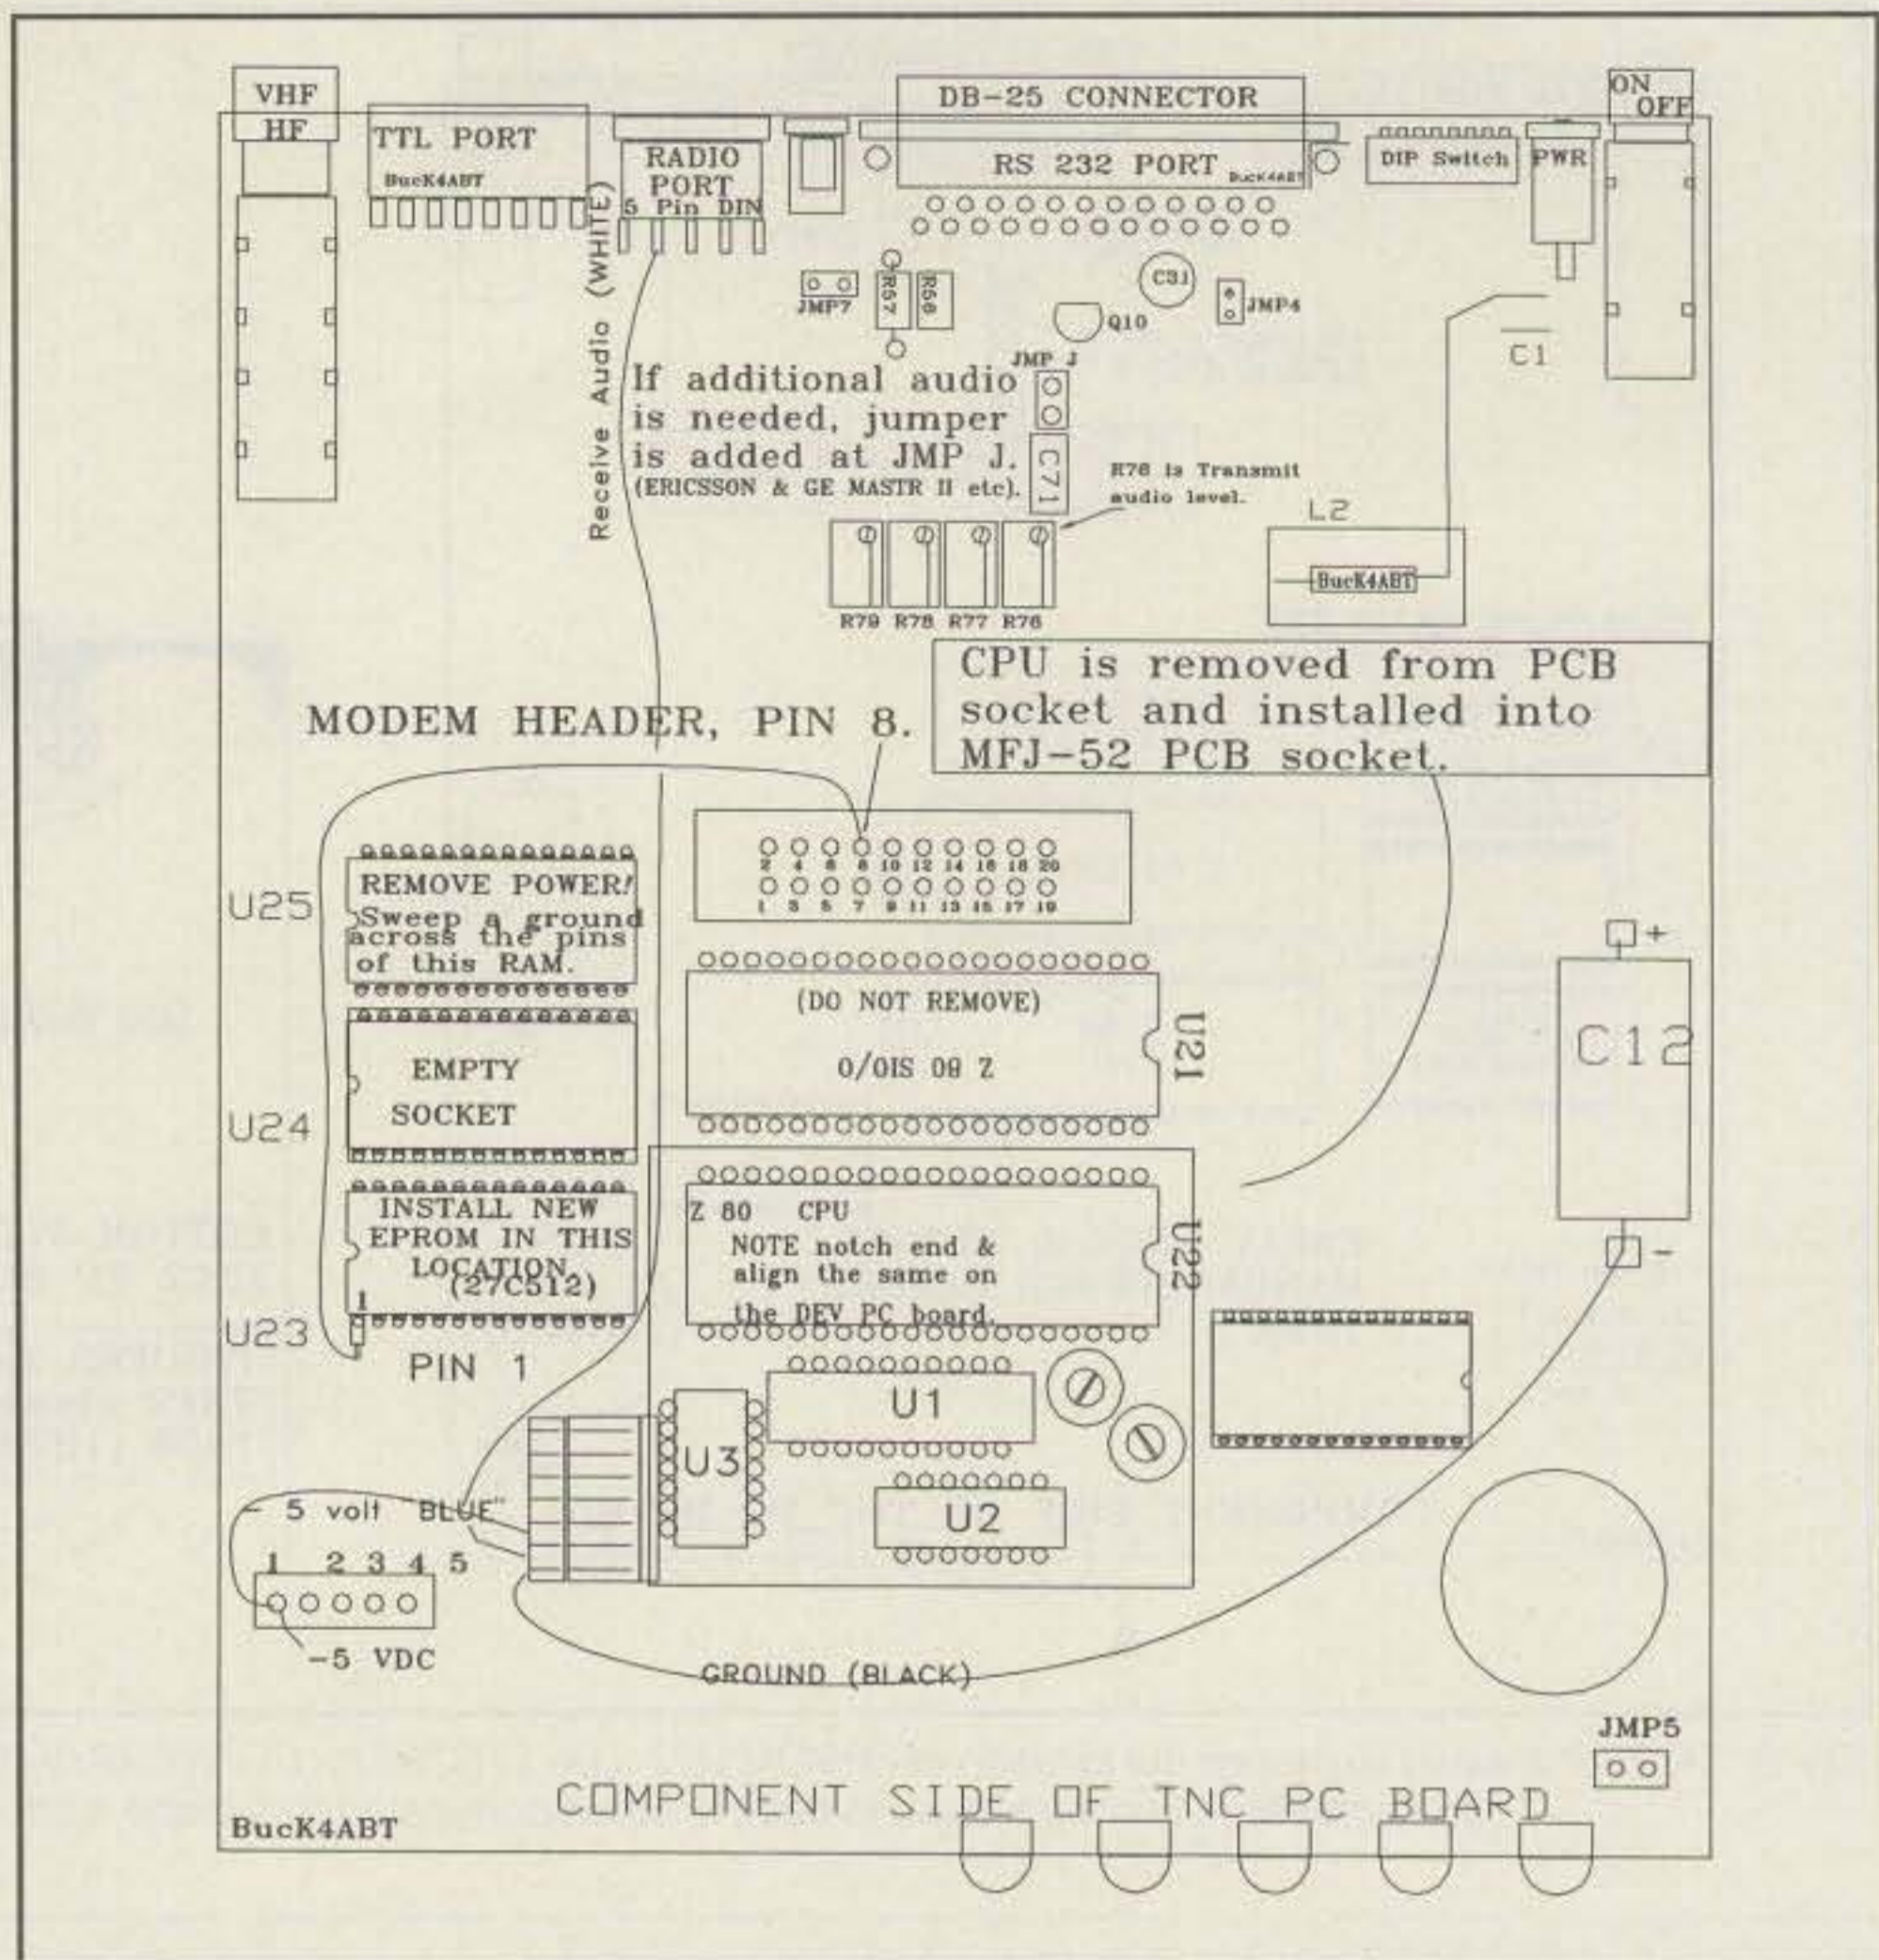 VHF
HF
TTL PORT
BucK4ABT
RADIO
PORT
5 Pin DIN
DB-25 CONNECTOR
RS 232 PORT
BucK4ABT
DIP Switch
PWR
ON
OFF
Receive Audio (WHITE)
JMP7
R57
C31
JMP4
Q10
C1
JMP J
If additional audio
is needed, jumper
is added at JMP J.
(ERICSSON & GE MASTR II etc).
C71
R76 is Transmit
audio level.
L2
BucK4ABT
R79 R78 R77 R76
CPU is removed from PCB
socket and installed into
MFJ-52 PCB socket.
MODEM HEADER, PIN 8.
2 4 6 8 10 12 14 16 18 20
1 3 5 7 9 11 13 15 17 19
U25
REMOVE POWER!
Sweep a ground
across the pins
of this RAM.
(DO NOT REMOVE)
Z 80 SIO/0
U21
+
C12
-
U24
EMPTY
SOCKET
U23
INSTALL NEW
EPROM IN THIS
LOCATION.
(27C512)
1
PIN 1
Z 80 CPU
NOTE notch end &
align the same on
the DEV PC board.
U22
U1
U3
U2
- 5 volt "BLUE"
1 2 3 4 5
-5 VDC
GROUND (BLACK)
JMP5
COMPONENT SIDE OF TNC PC BOARD
BucK4ABT